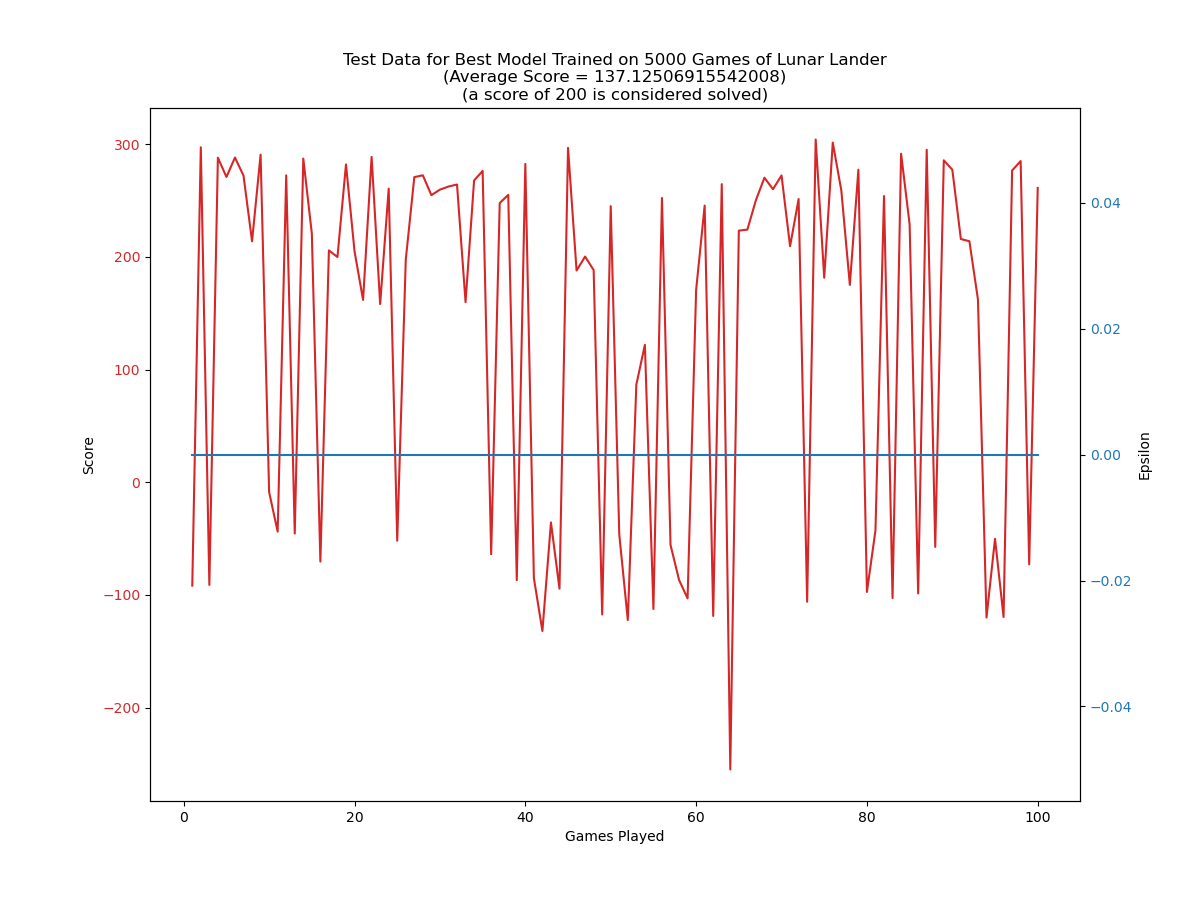 Test Data for Best Model Trained on 5000 Games of Lunar Lander
(Average Score = 137.12506915542008)
(a score of 200 is considered solved)
300
200
100
0
−100
−200
Score
0.04
0.02
0.00
−0.02
−0.04
Epsilon
0 20 40 60 80 100
Games Played